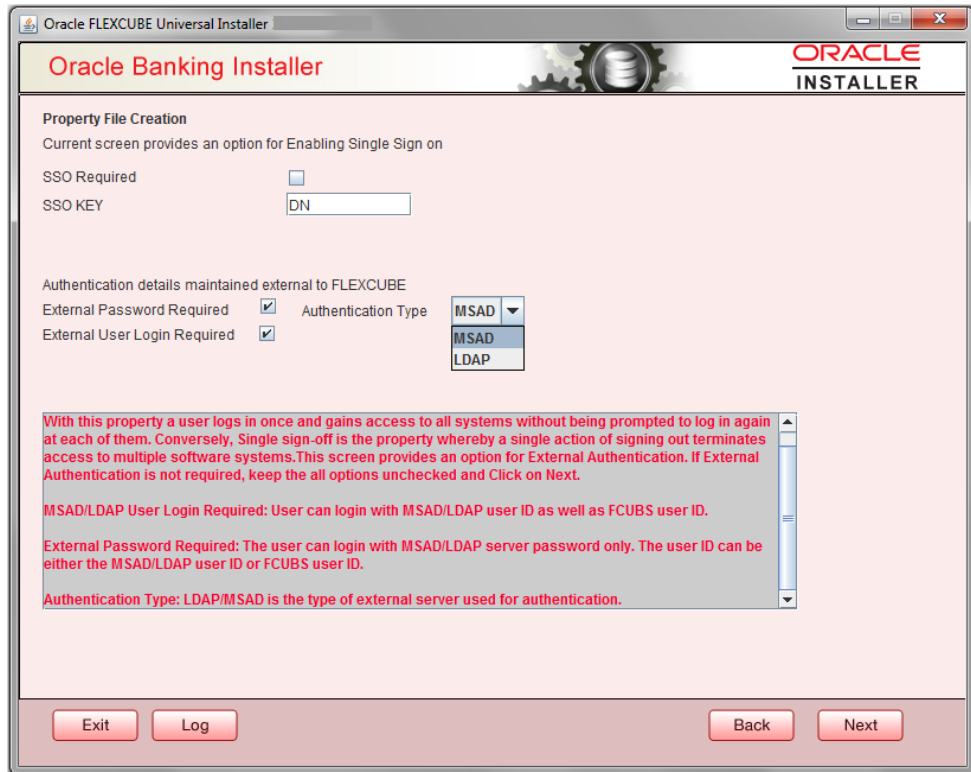 Oracle FLEXCUBE Universal Installer
Oracle Banking Installer
ORACLE
INSTALLER
Property File Creation
Current screen provides an option for Enabling Single Sign on
SSO Required
SSO KEY DN
Authentication details maintained external to FLEXCUBE
External Password Required Authentication Type MSAD
External User Login Required MSAD
LDAP
With this property a user logs in once and gains access to all systems without being prompted to log in again
at each of them. Conversely, Single sign-off is the property whereby a single action of signing out terminates
access to multiple software systems.This screen provides an option for External Authentication. If External
Authentication is not required, keep the all options unchecked and Click on Next.
MSAD/LDAP User Login Required: User can login with MSAD/LDAP user ID as well as FCUBS user ID.
External Password Required: The user can login with MSAD/LDAP server password only. The user ID can be
either the MSAD/LDAP user ID or FCUBS user ID.
Authentication Type: LDAP/MSAD is the type of external server used for authentication.
Exit Log Back Next